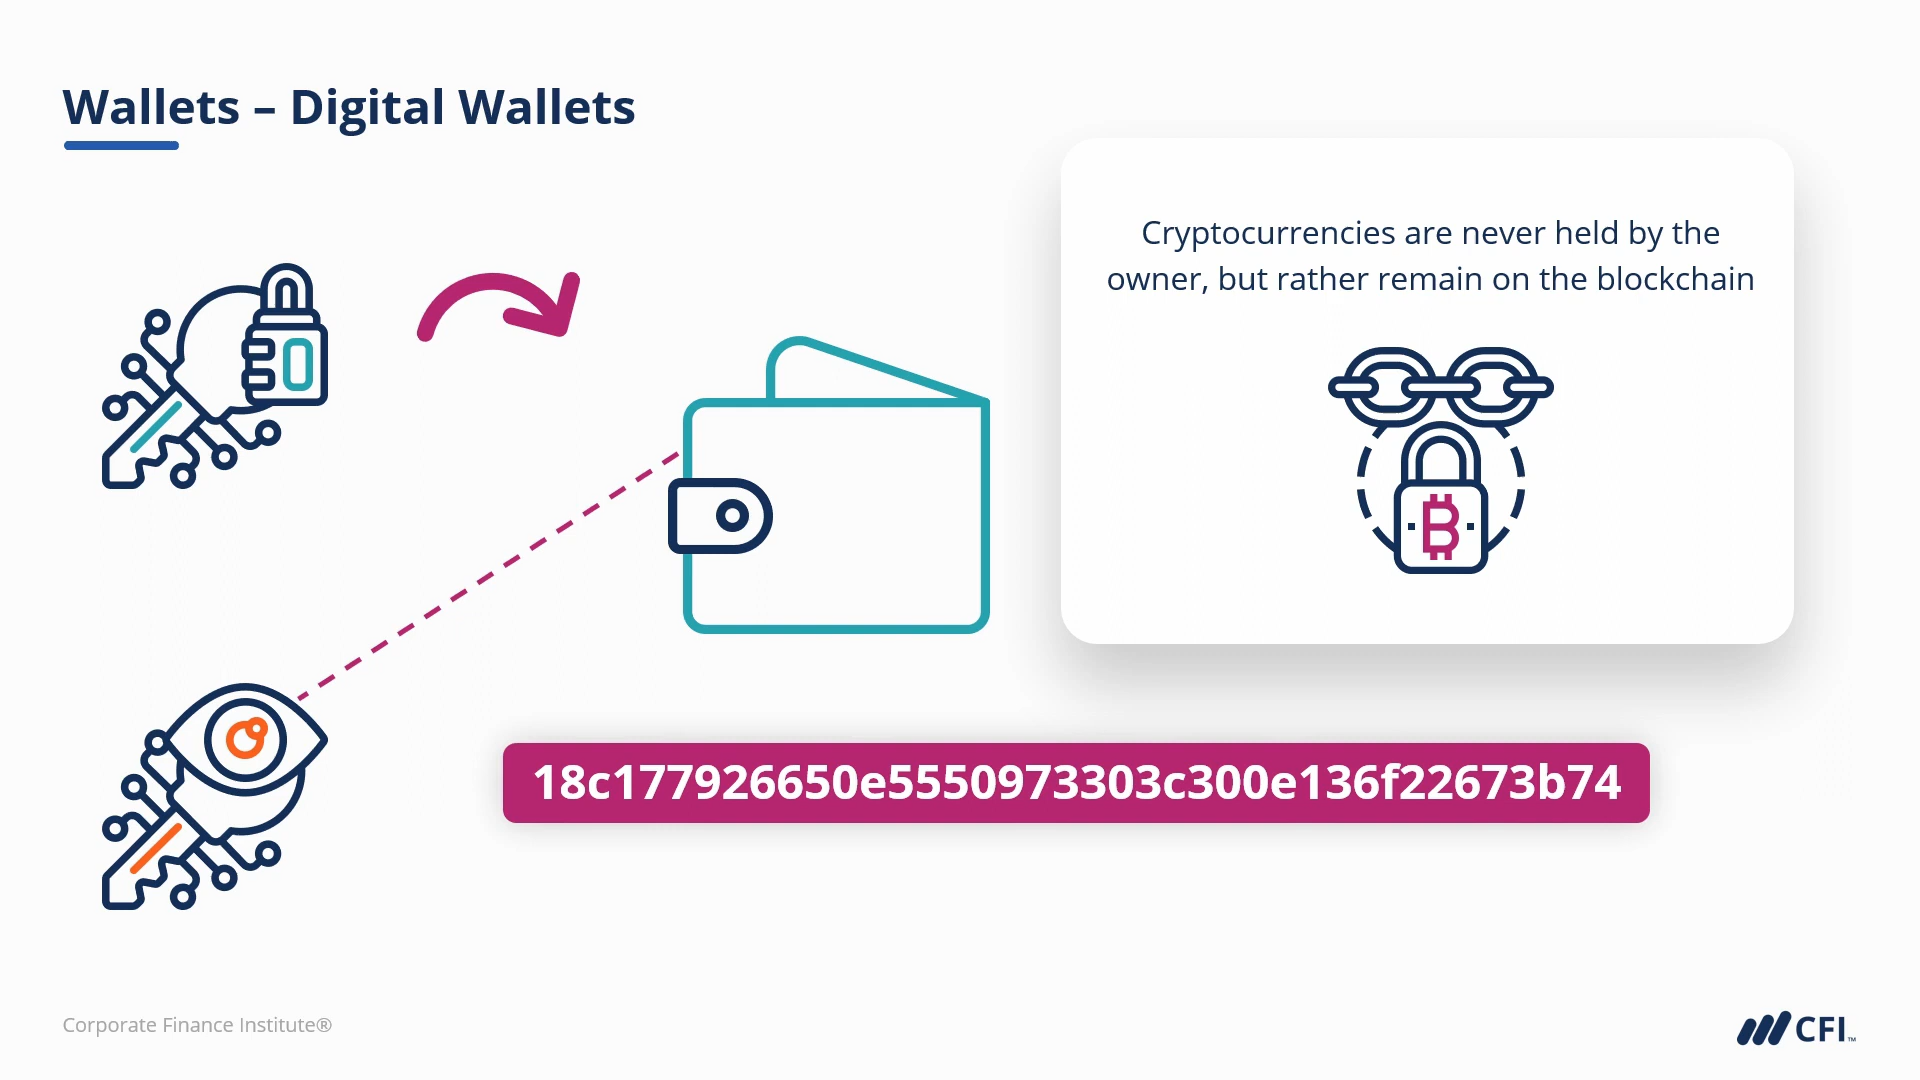 Wallets – Digital Wallets
Cryptocurrencies are never held by the
owner, but rather remain on the blockchain
18c177926650e5550973303c300e136f22673b74
Corporate Finance Institute®
CFI™